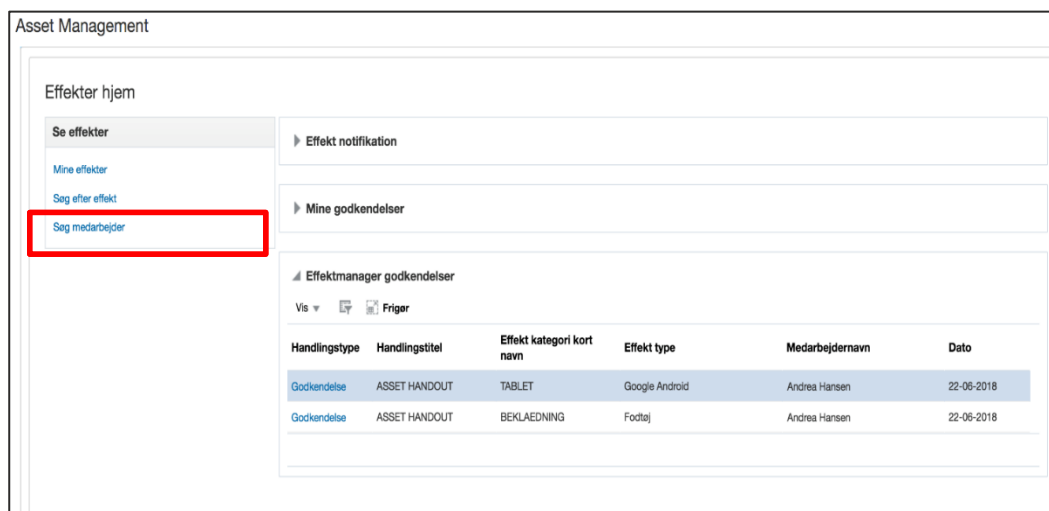 Asset Management
Effekter hjem
Se effekter
Mine effekter
Søg efter effekt
Søg medarbejder
Effekt notifikation
Mine godkendelser
Effektmanager godkendelser
Vis Frigør
Handlingstype Handlingstitel Effekt kategori kort navn Effekt type Medarbejdernavn Dato
Godkendelse ASSET HANDOUT TABLET Google Android Andrea Hansen 22-06-2018
Godkendelse ASSET HANDOUT BEKLAEDNING Fodtøj Andrea Hansen 22-06-2018